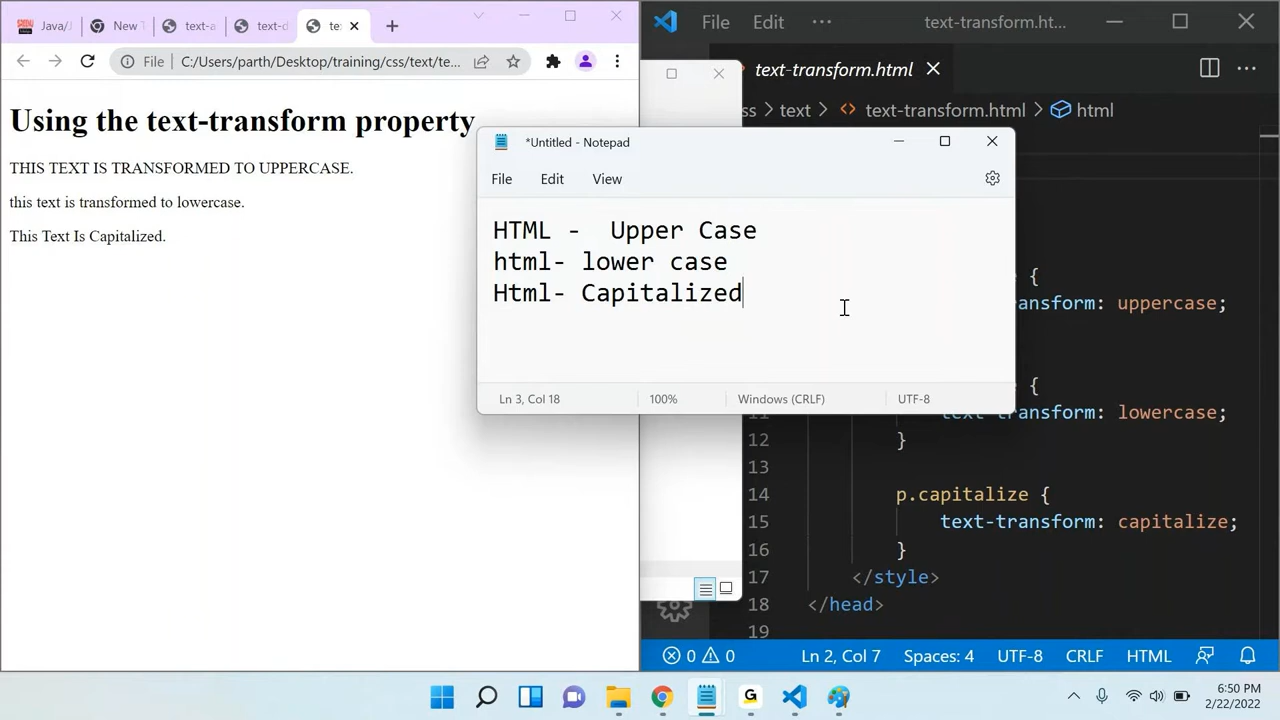 Java/
New T
text-a
text-d
te:
File
C:/Users/parth/Desktop/training/css/text/te...
Using the text-transform property
THIS TEXT IS TRANSFORMED TO UPPERCASE.
this text is transformed to lowercase.
This Text Is Capitalized.
*Untitled - Notepad
File Edit View
HTML -  Upper Case
html- lower case
Html- Capitalized
Ln 3, Col 18
100%
Windows (CRLF)
UTF-8
File Edit ···
text-transform.ht...
text-transform.html
ss > text > text-transform.html > html
{
ansform: uppercase;
{
11 text-transform: lowercase;
12 }
13
14 p.capitalize {
15 text-transform: capitalize;
16 }
17 </style>
18 </head>
19
0 0 Ln 2, Col 7 Spaces: 4 UTF-8 CRLF HTML
6:50 PM
2/22/2022